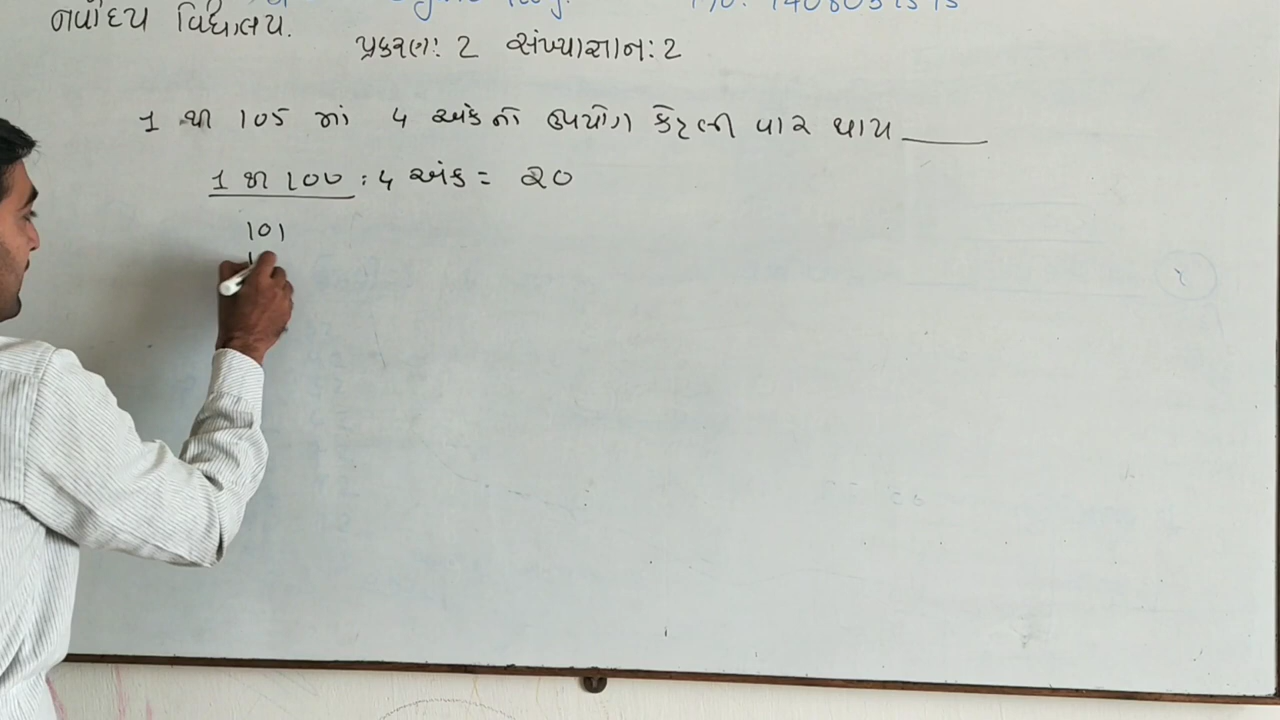 નવોદય વિદ્યાલય.
પ્રકરણ: 2 સંખ્યાજ્ઞાન: 2
1 થી 105 માં 4 અંકનો ઉપયોગ કેટલી વાર થાય ____
1 થી 100 : 4 અંક = 20
101